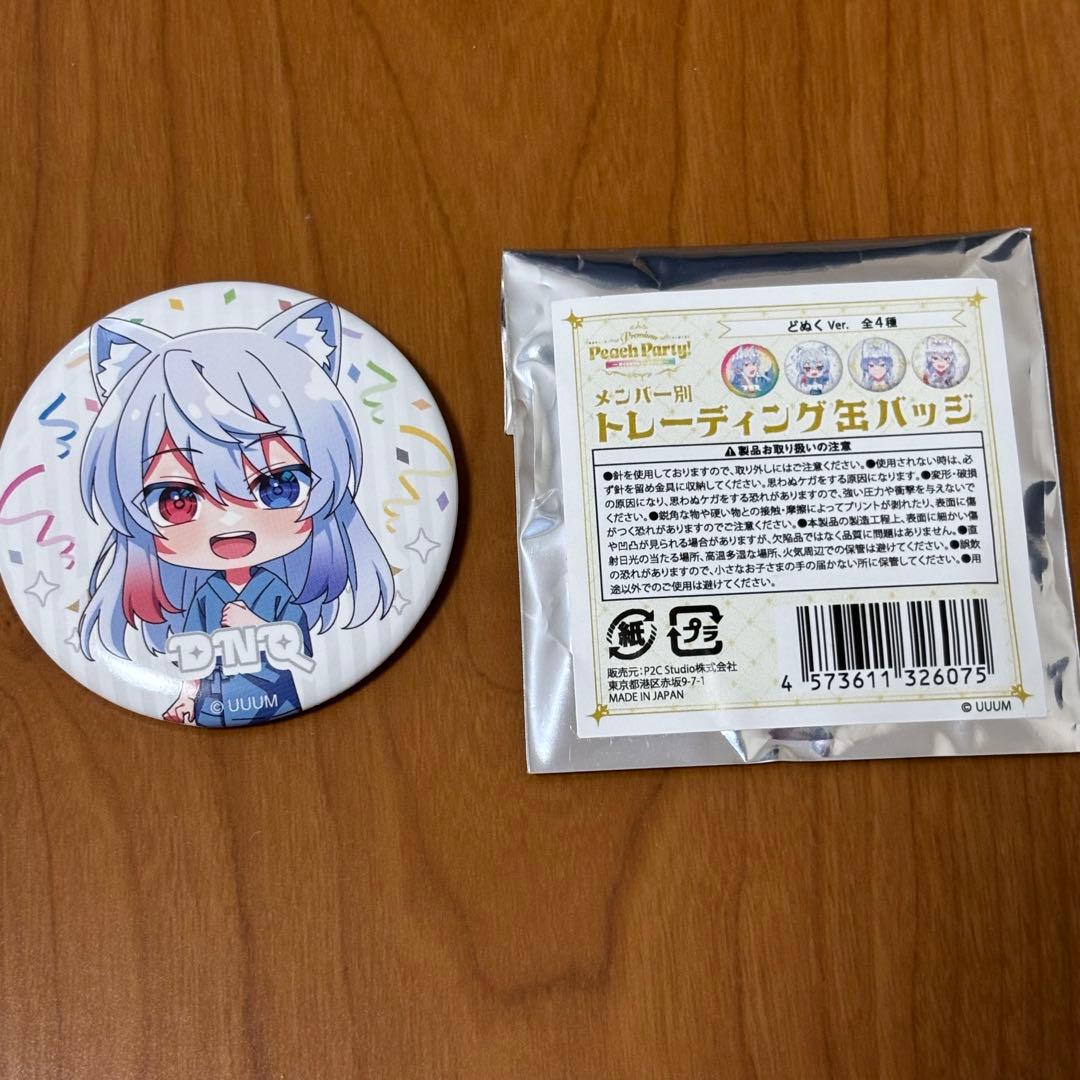 DNQ
© UUUM
どぬく Ver. 全4種
Premium
Peach Party!
メンバー別
トレーディング缶バッジ
⚠製品お取り扱いの注意
●針を使用しておりますので、取り外しにはご注意ください。●使用されない時は、必
ず針を留め金具に収納してください。思わぬケガをする原因になります。●変形・破損
の原因になり、思わぬケガをする恐れがありますので、強い圧力や衝撃を与えないで
ください。●鋭角な物や硬い物との接触・摩擦によってプリントが剥れたり、表面に傷
がつく恐れがありますのでご注意ください。●本製品の製造工程上、表面に細かい傷
や凹凸が見られる場合がありますが、欠陥品ではなく品質に問題はありません。●直
射日光の当たる場所、高温多湿な場所、火気周辺での保管は避けてください。●誤飲
の恐れがありますので、小さなお子さまの手の届かない所に保管してください。●用
途以外でのご使用は避けてください。
紙
プラ
販売元：P2C Studio株式会社
東京都港区赤坂9-7-1
MADE IN JAPAN
4 573611 326075
© UUUM